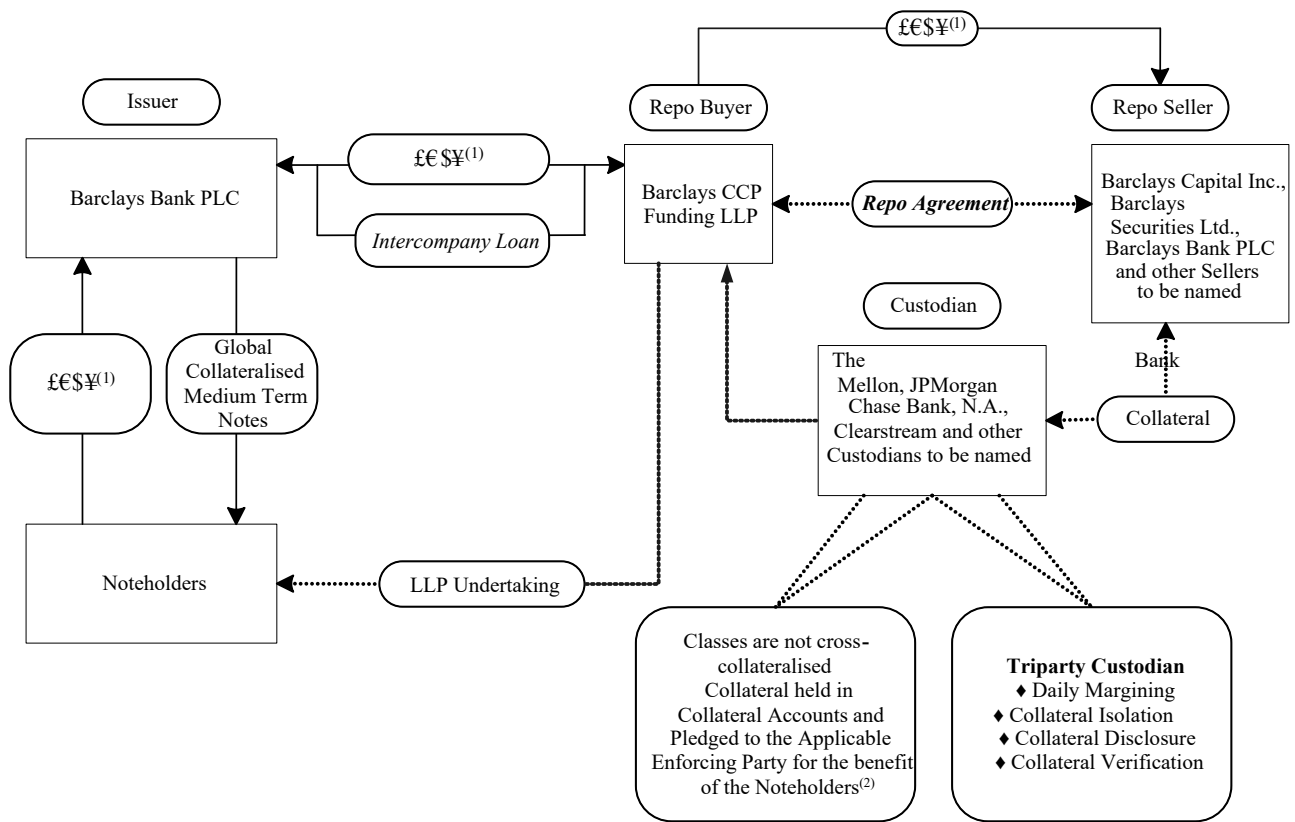 £€$¥(1)
Issuer
Repo Buyer
Repo Seller
£€$¥(1)
Barclays Bank PLC
Intercompany Loan
Barclays CCP
Funding LLP
Repo Agreement
Barclays Capital Inc.,
Barclays
Securities Ltd.,
Barclays Bank PLC
and other Sellers
to be named
Custodian
£€$¥(1)
Global
Collateralised
Medium Term
Notes
The
Mellon, JPMorgan
Chase Bank, N.A.,
Clearstream and other
Custodians to be named
Bank
Collateral
Noteholders
LLP Undertaking
Classes are not cross-
collateralised
Collateral held in
Collateral Accounts and
Pledged to the Applicable
Enforcing Party for the benefit
of the Noteholders(2)
Triparty Custodian
♦ Daily Margining
♦ Collateral Isolation
♦ Collateral Disclosure
♦ Collateral Verification